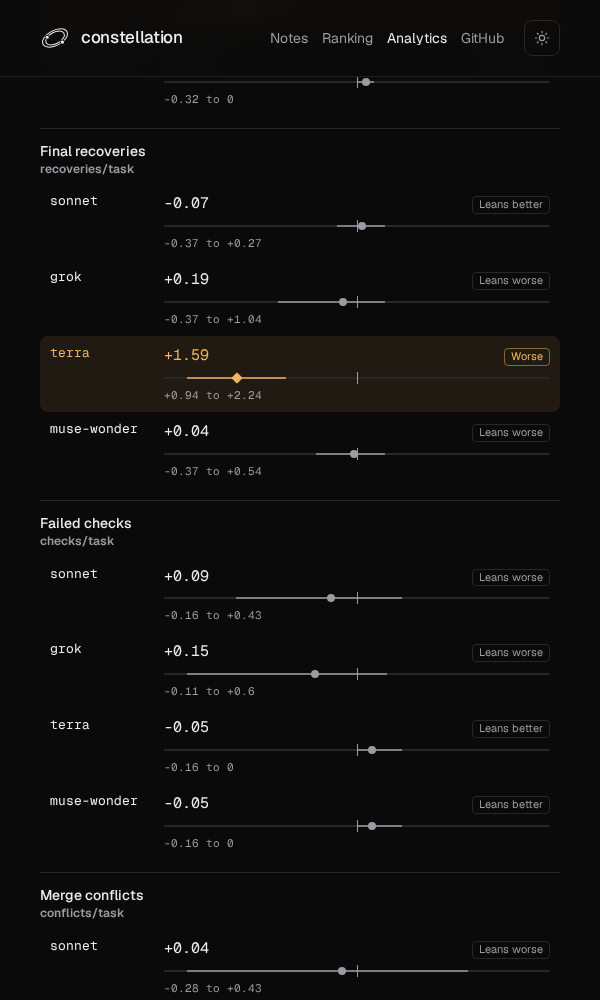 constellation
Notes Ranking Analytics GitHub
-0.32 to 0
Final recoveries
recoveries/task
sonnet
-0.07
Leans better
-0.37 to +0.27
grok
+0.19
Leans worse
-0.37 to +1.04
terra
+1.59
Worse
+0.94 to +2.24
muse-wonder
+0.04
Leans worse
-0.37 to +0.54
Failed checks
checks/task
sonnet
+0.09
Leans worse
-0.16 to +0.43
grok
+0.15
Leans worse
-0.11 to +0.6
terra
-0.05
Leans better
-0.16 to 0
muse-wonder
-0.05
Leans better
-0.16 to 0
Merge conflicts
conflicts/task
sonnet
+0.04
Leans worse
-0.28 to +0.43